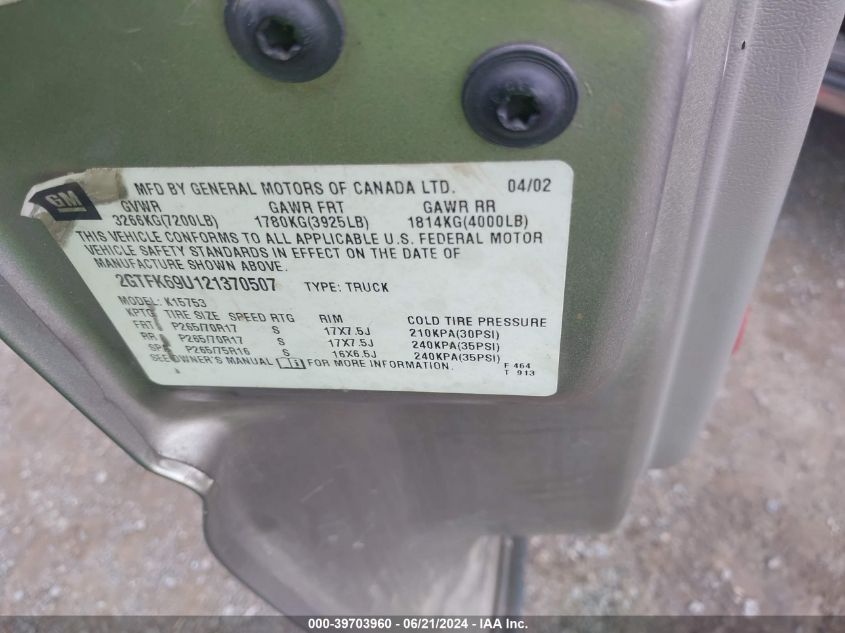 GM
MFD BY GENERAL MOTORS OF CANADA LTD. 04/02
GVWR GAWR FRT GAWR RR
3266KG(7200LB) 1780KG(3925LB) 1814KG(4000LB)
THIS VEHICLE CONFORMS TO ALL APPLICABLE U.S. FEDERAL MOTOR
VEHICLE SAFETY STANDARDS IN EFFECT ON THE DATE OF
MANUFACTURE SHOWN ABOVE.
2GTFK69U121370507 TYPE: TRUCK
MODEL: K15753
KPTG TIRE SIZE SPEED RTG RIM COLD TIRE PRESSURE
FRT P265/70R17 S 17X7.5J 210KPA(30PSI)
RR P265/70R17 S 17X7.5J 240KPA(35PSI)
SP P265/75R16 S 16X6.5J 240KPA(35PSI)
SEE OWNER'S MANUAL FOR MORE INFORMATION.
F 464
T 913
000-39703960 / 06/21/2024 - IAA Inc.